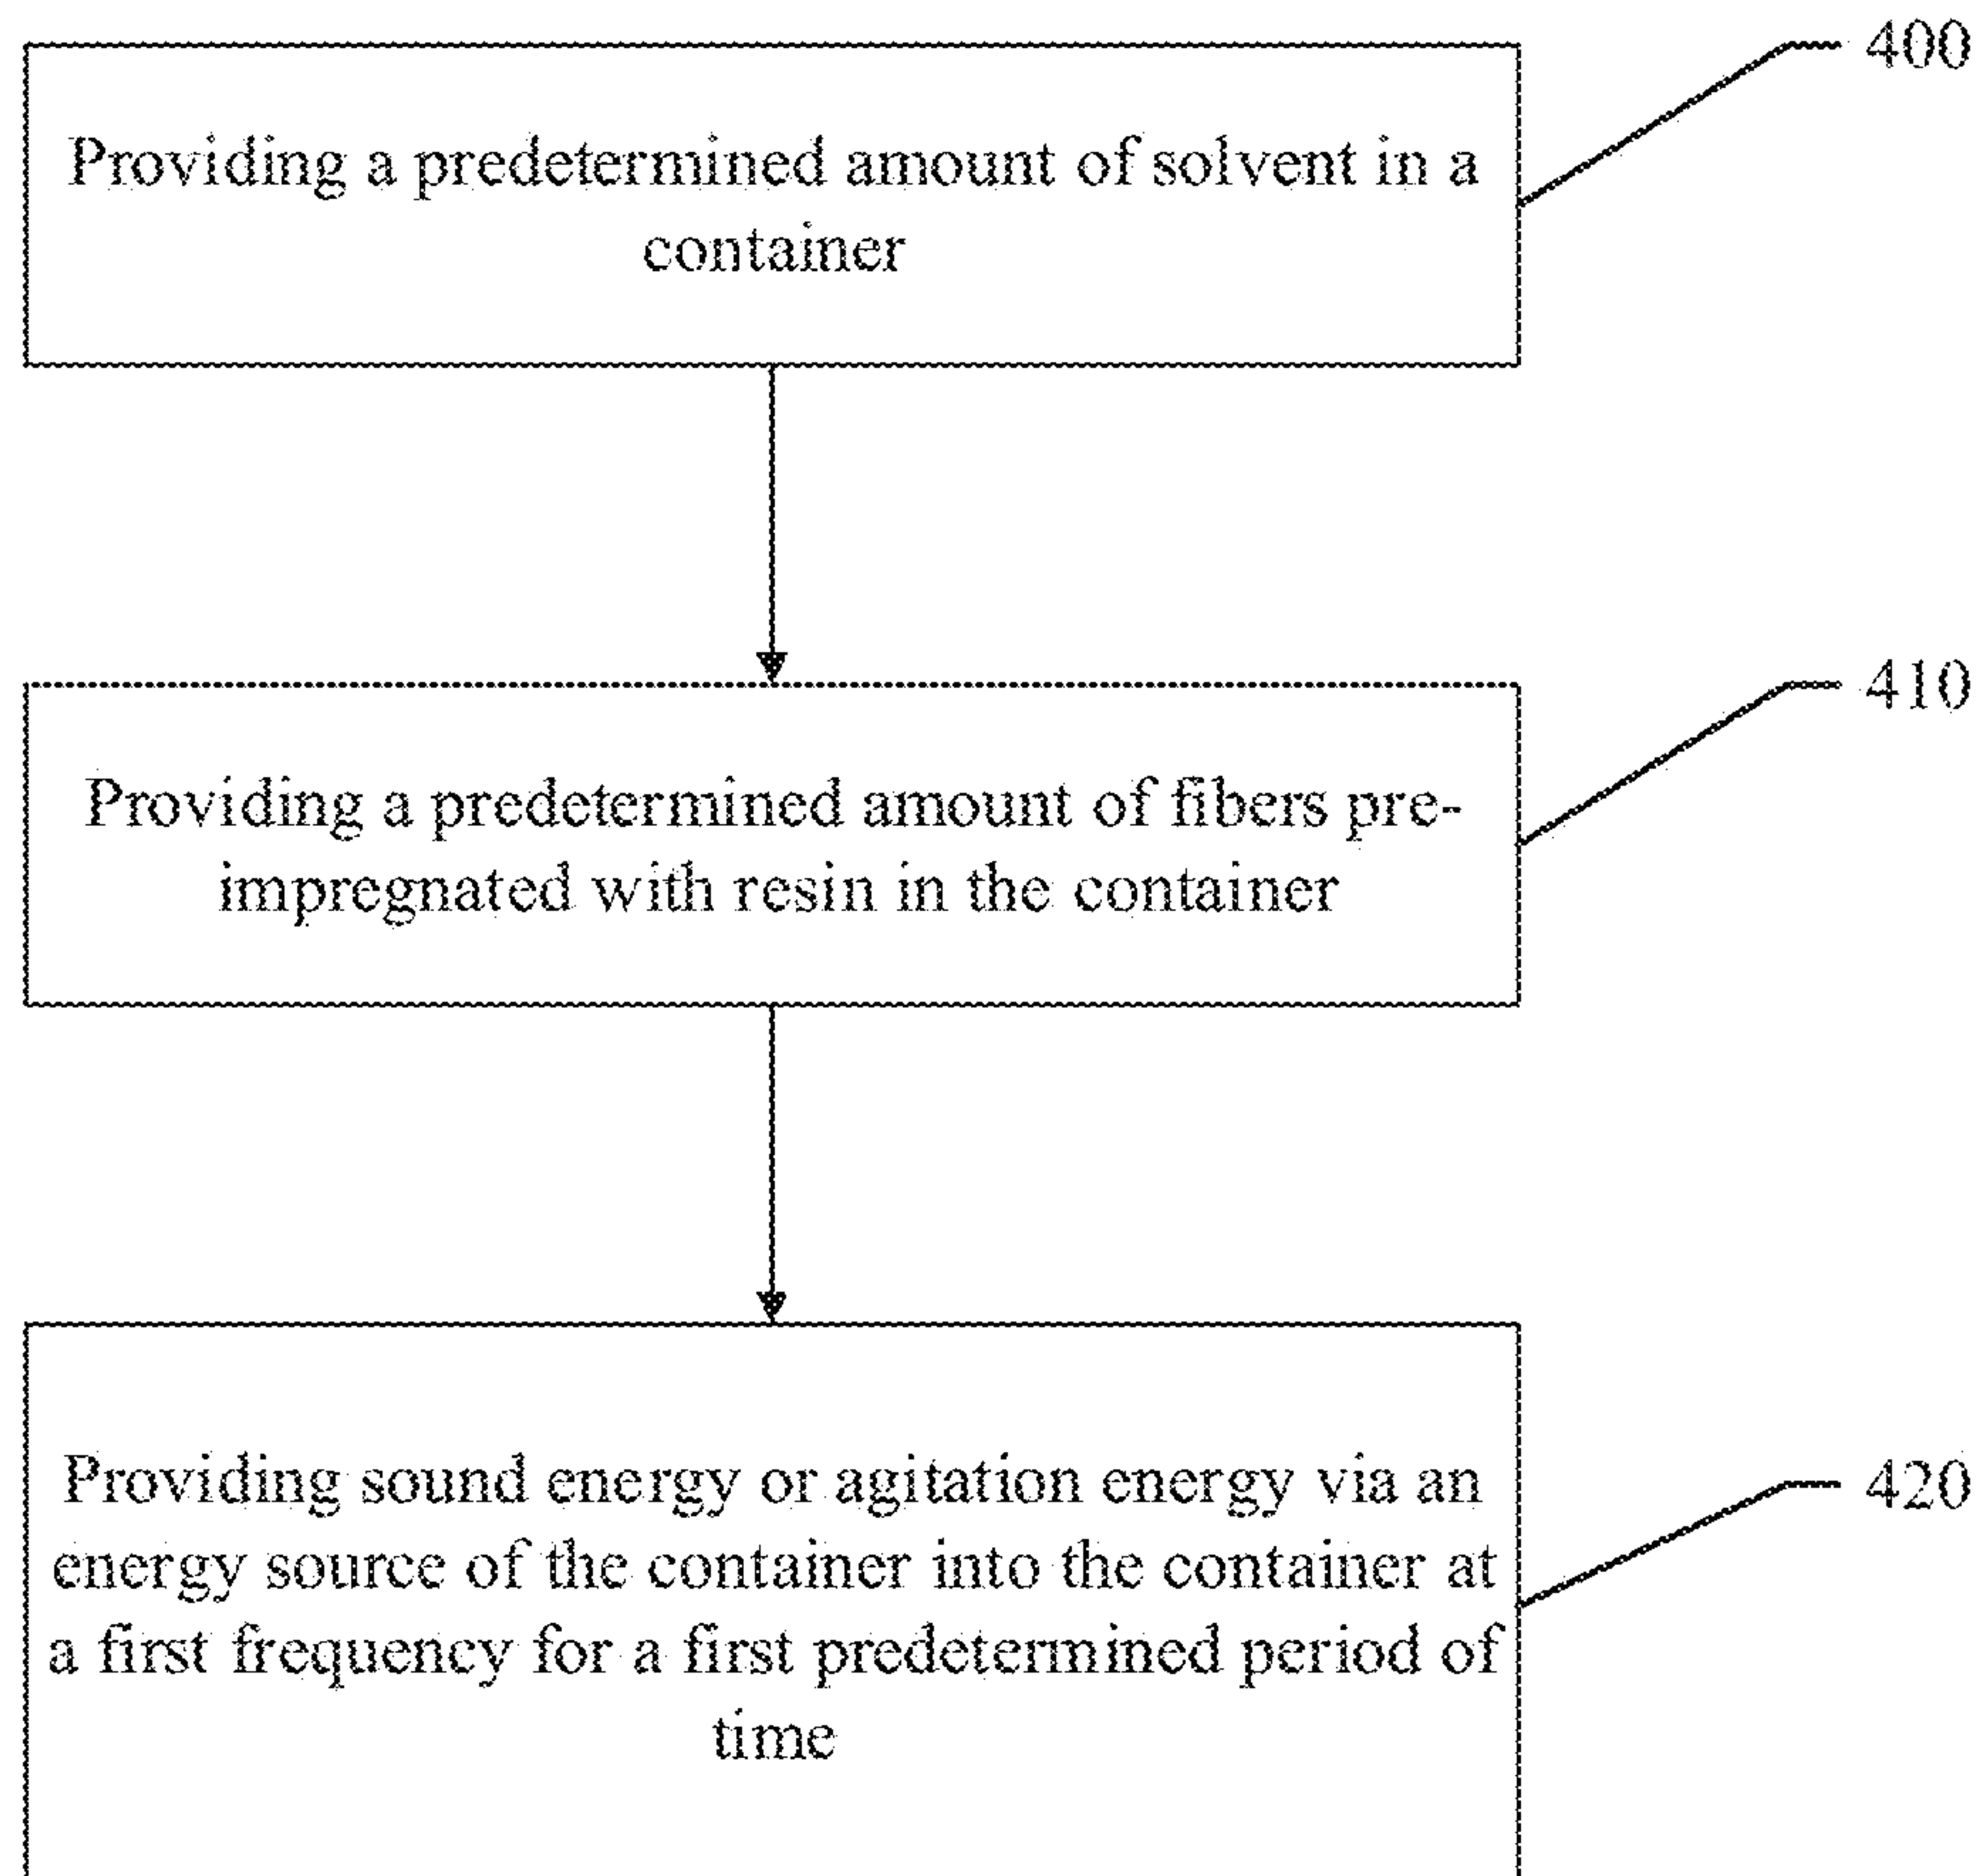 400
Providing a predetermined amount of solvent in a
container
410
Providing a predetermined amount of fibers pre-
impregnated with resin in the container
420
Providing sound energy or agitation energy via an
energy source of the container into the container at
a first frequency for a first predetermined period of
time